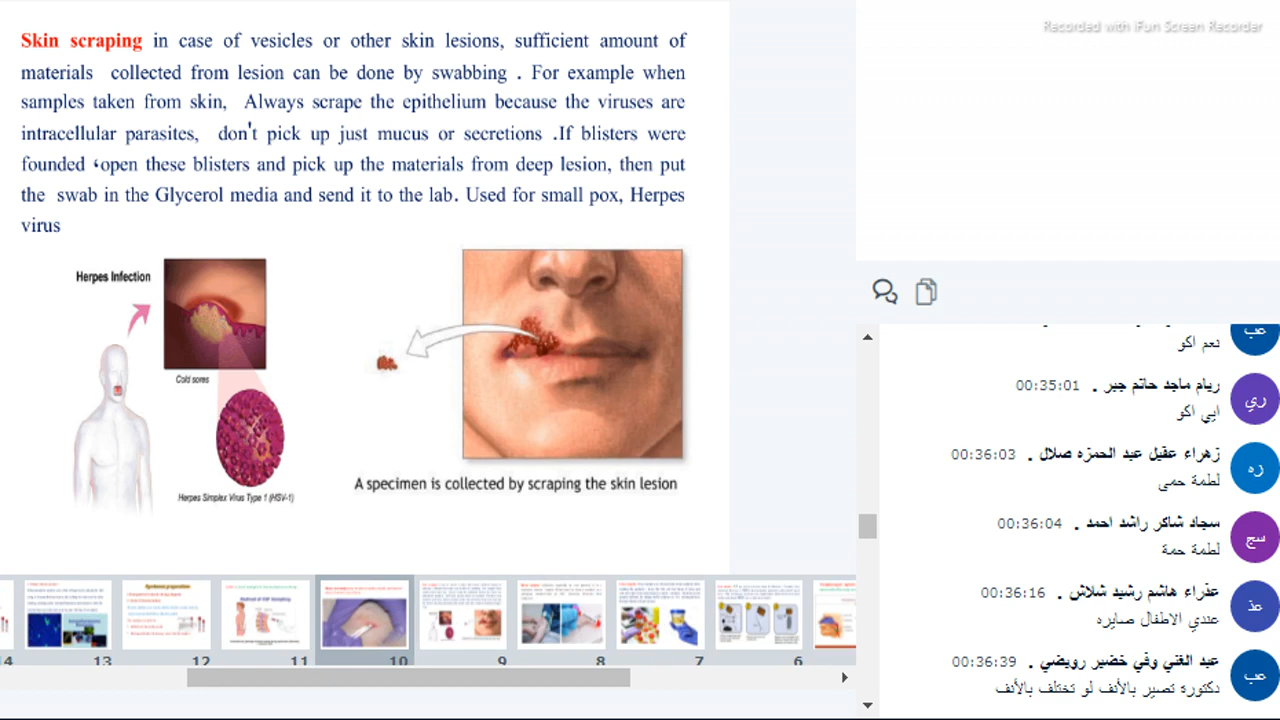 Recorded with iFun Screen Recorder
Skin scraping in case of vesicles or other skin lesions, sufficient amount of
materials collected from lesion can be done by swabbing . For example when
samples taken from skin, Always scrape the epithelium because the viruses are
intracellular parasites, don't pick up just mucus or secretions .If blisters were
founded ،open these blisters and pick up the materials from deep lesion, then put
the swab in the Glycerol media and send it to the lab. Used for small pox, Herpes
virus
Herpes Infection
Cold sores
Herpes Simplex Virus Type 1 (HSV-1)
A specimen is collected by scraping the skin lesion
عب
نعم اكو
ري
ريام ماجد حاتم جبر . 00:35:01
ايي اكو
زه
زهراء عقيل عبد الحمزه صلال . 00:36:03
لطمة حمى
سج
سجاد شاكر راشد احمد . 00:36:04
لطمة حمة
عذ
عذراء هاشم رشيد شلاش . 00:36:16
عندي الاطفال صايره
عب
عبد الغني وفي خضير رويضي . 00:36:39
دكتورة تصير بالأنف لو تختلف بالأنف
14 13 12 11 10 9 8 7 6